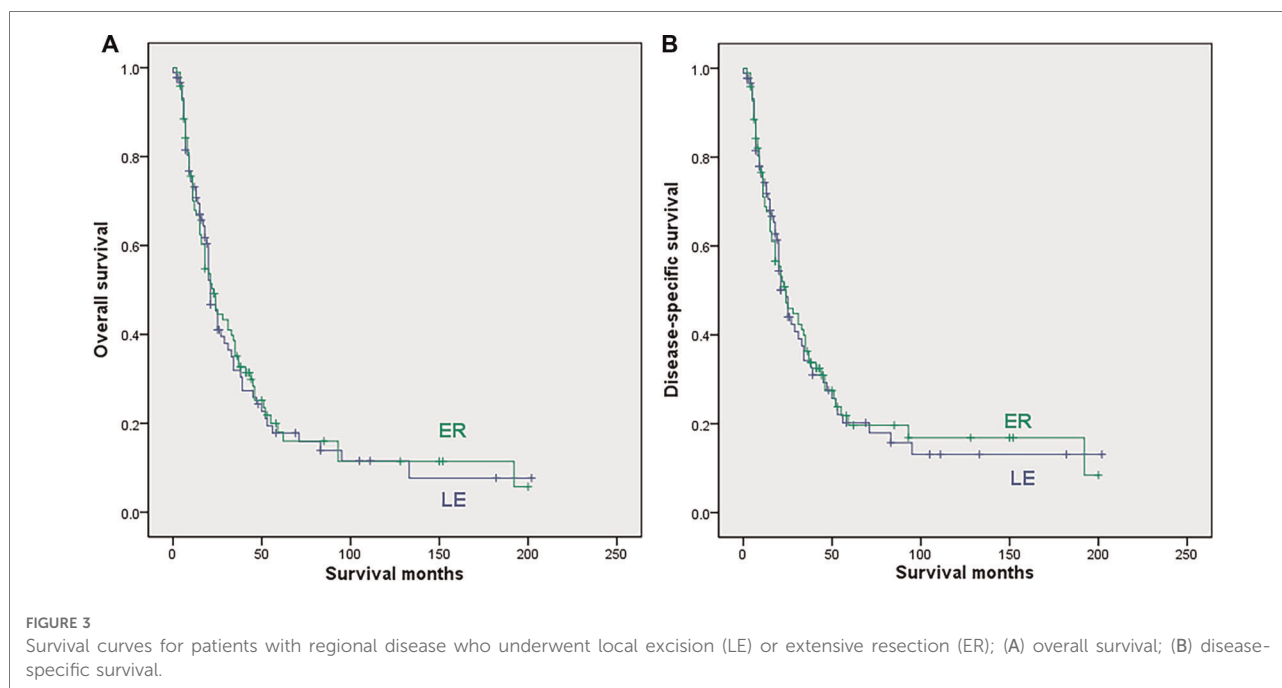 A
Overall survival
1.0
0.8
0.6
0.4
0.2
0.0
ER
LE
0 50 100 150 200 250
Survival months
B
Disease-specific survival
1.0
0.8
0.6
0.4
0.2
0.0
ER
LE
0 50 100 150 200 250
Survival months
FIGURE 3
Survival curves for patients with regional disease who underwent local excision (LE) or extensive resection (ER); (A) overall survival; (B) disease-
specific survival.